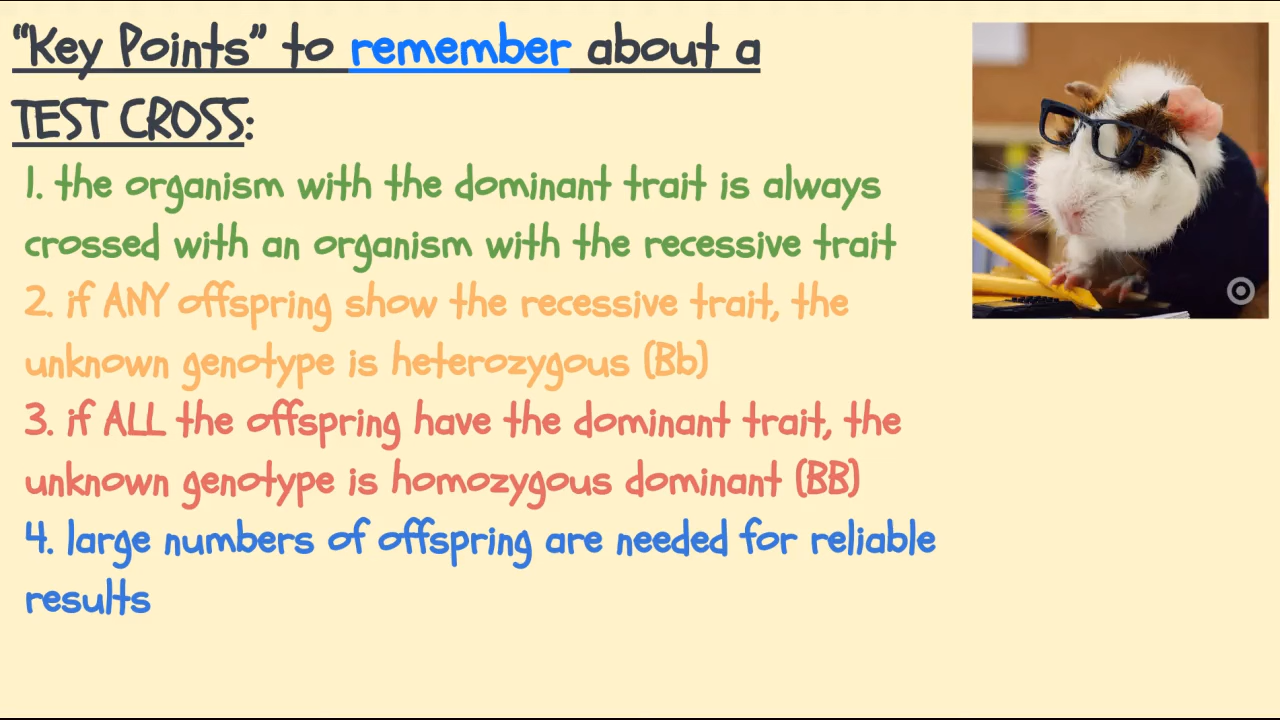 “Key Points” to remember about a
TEST CROSS:
1. the organism with the dominant trait is always
crossed with an organism with the recessive trait
2. if ANY offspring show the recessive trait, the
unknown genotype is heterozygous (Bb)
3. if ALL the offspring have the dominant trait, the
unknown genotype is homozygous dominant (BB)
4. large numbers of offspring are needed for reliable
results